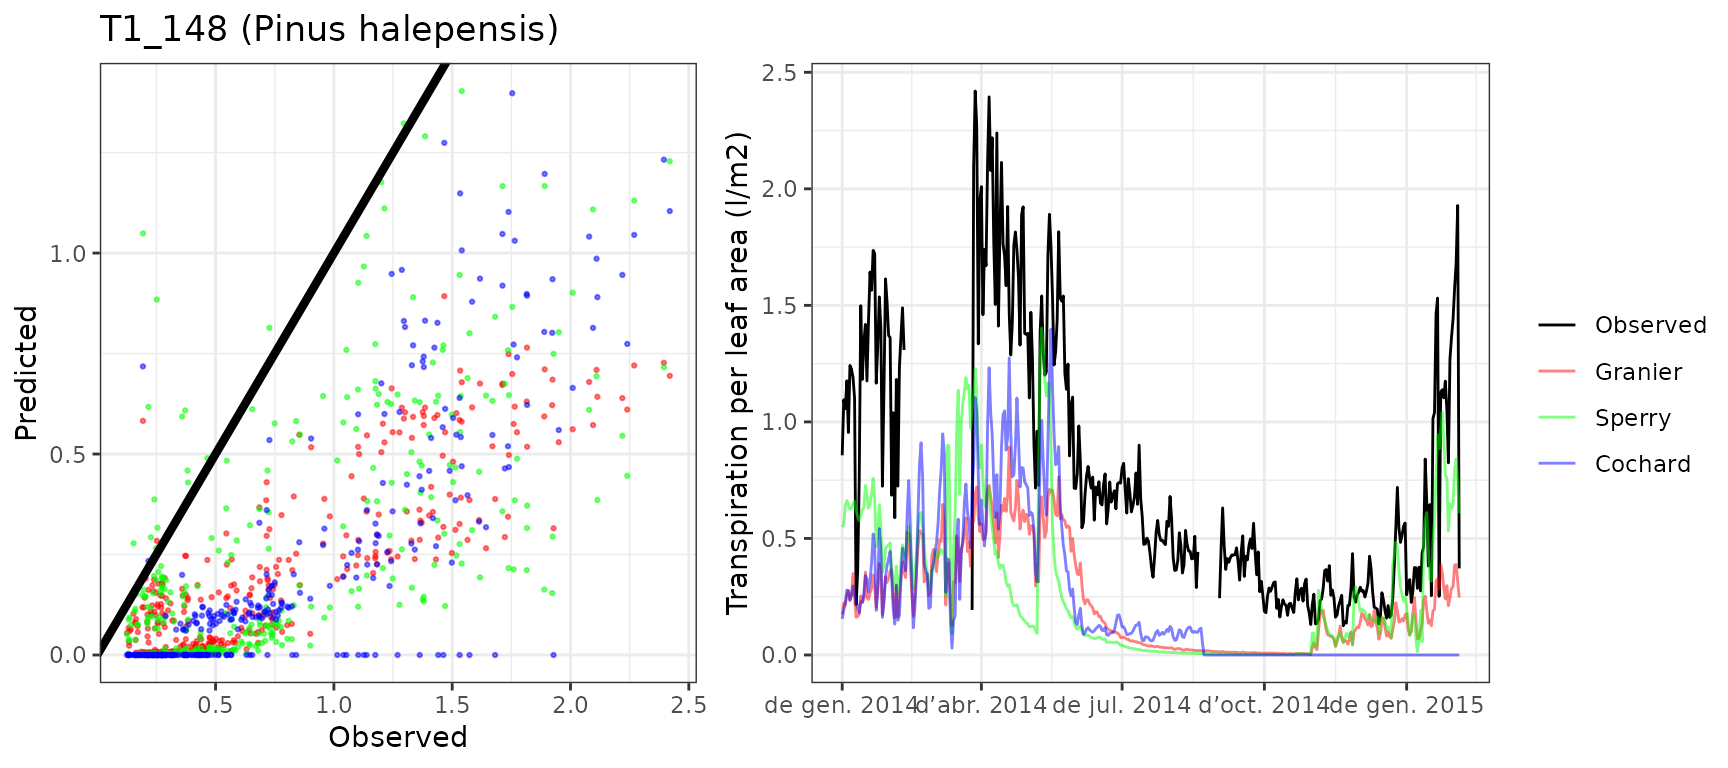 T1_148 (Pinus halepensis)
Predicted
1.0
0.5
0.0
0.5 1.0 1.5 2.0 2.5
Observed
Transpiration per leaf area (l/m2)
2.5
2.0
1.5
1.0
0.5
0.0
de gen. 2014 d’abr. 2014 de jul. 2014 d’oct. 2014 de gen. 2015
Observed
Granier
Sperry
Cochard